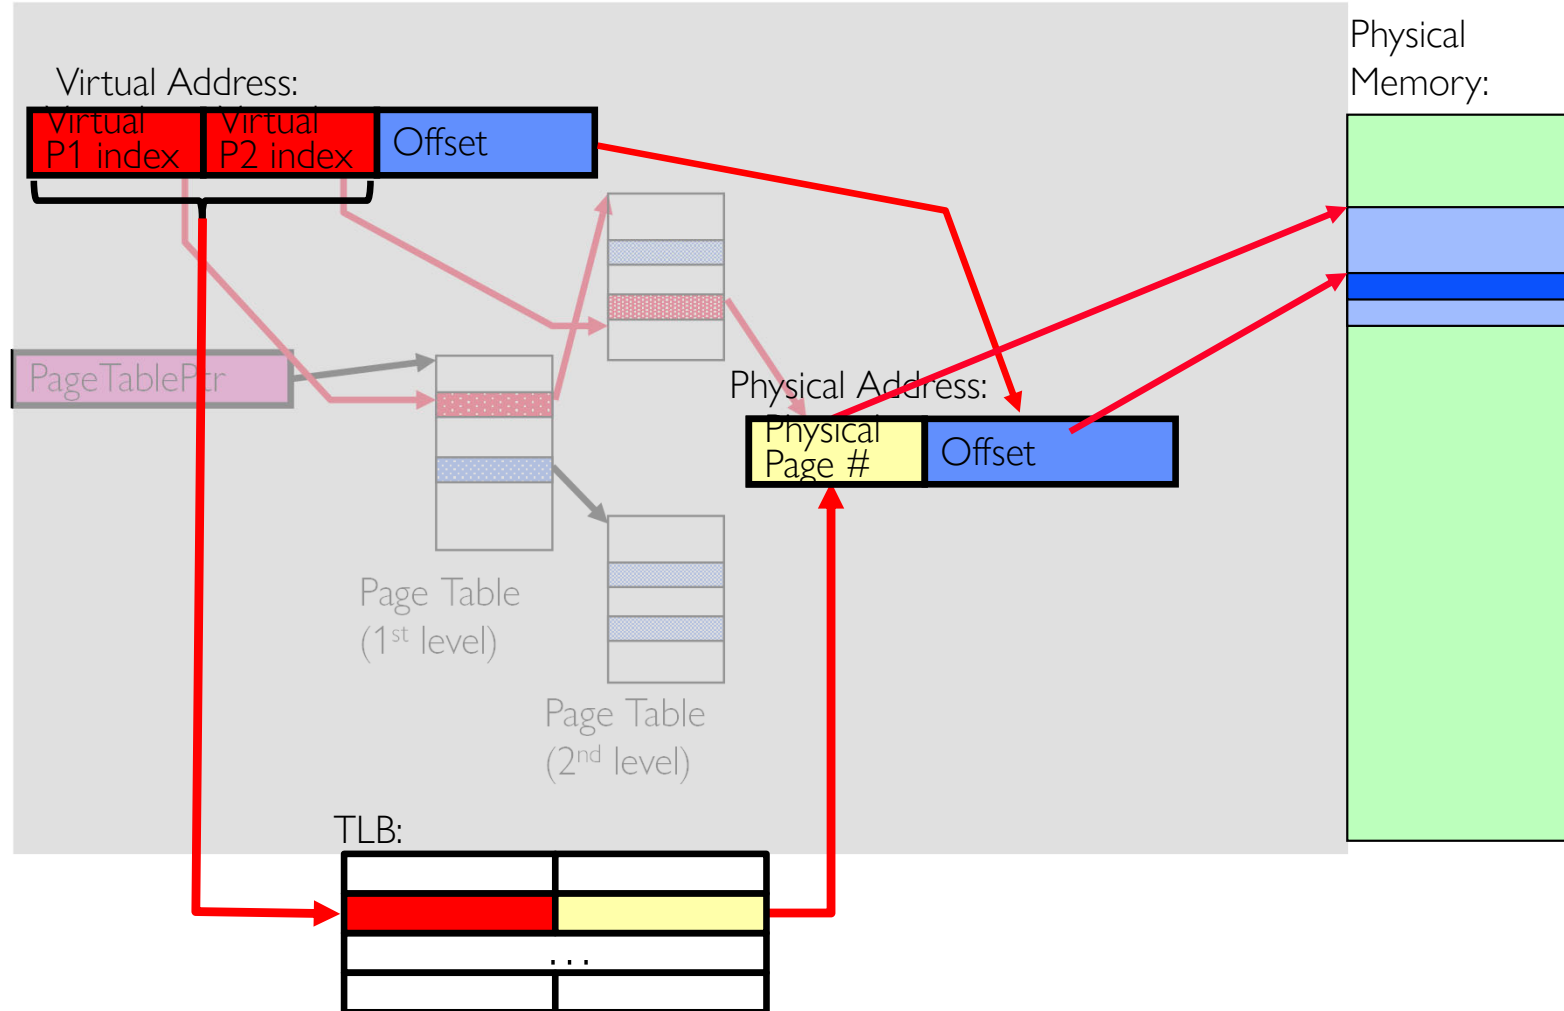 Physical
Memory:
Virtual Address:
Virtual
P1 index
Virtual
P2 index
Offset
PageTablePtr
Physical Address:
Physical
Page #
Offset
Page Table
(1st level)
Page Table
(2nd level)
TLB:
...